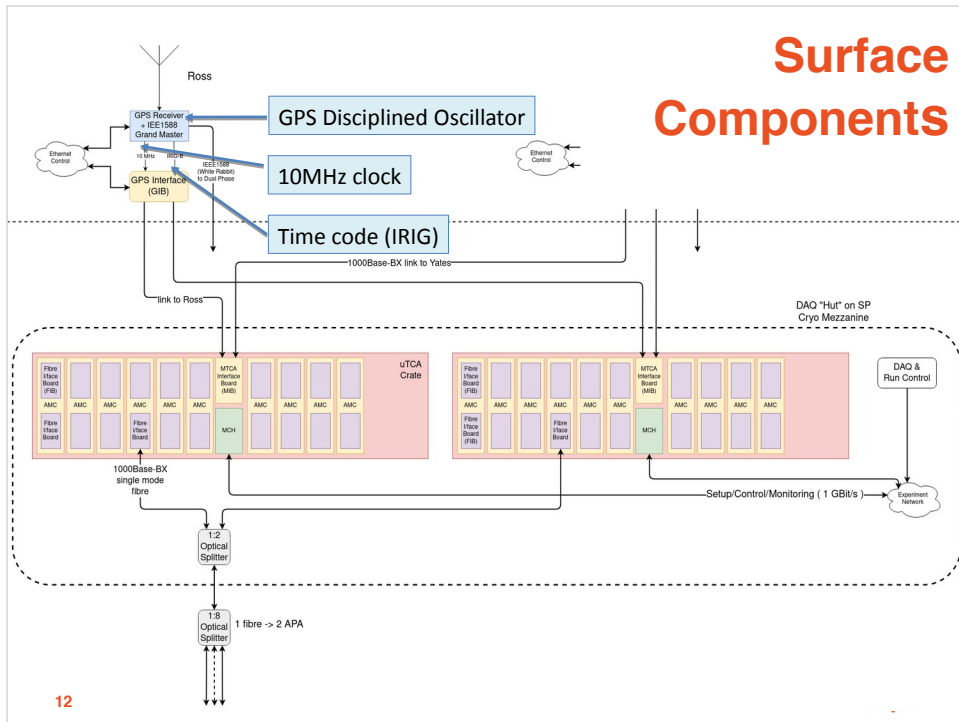 Surface
Components
Ross
GPS Receiver
+ IEE1588
Grand Master
GPS Disciplined Oscillator
Ethernet
Control
10 MHz
IRIG-B
IEEE1588
(White Rabbit)
to Dual Phase
10MHz clock
GPS Interface
(GIB)
Time code (IRIG)
Ethernet
Control
1000Base-BX link to Yates
link to Ross
DAQ "Hut" on SP
Cryo Mezzanine
uTCA
Crate
Fibre
I/face
Board
(FIB)
AMC
Fibre
I/face
Board
AMC
AMC
AMC
Fibre
I/face
Board
AMC
AMC
MTCA
Interface
Board
(MIB)
MCH
AMC
AMC
AMC
AMC
Fibre
I/face
Board
(FIB)
AMC
Fibre
I/face
Board
(FIB)
AMC
AMC
AMC
Fibre
I/face
Board
AMC
AMC
MTCA
Interface
Board
(MIB)
MCH
AMC
AMC
AMC
AMC
DAQ &
Run Control
1000Base-BX
single mode
fibre
Setup/Control/Monitoring ( 1 GBit/s )
Experiment
Network
1:2
Optical
Splitter
1:8
Optical
Splitter
1 fibre -> 2 APA
12